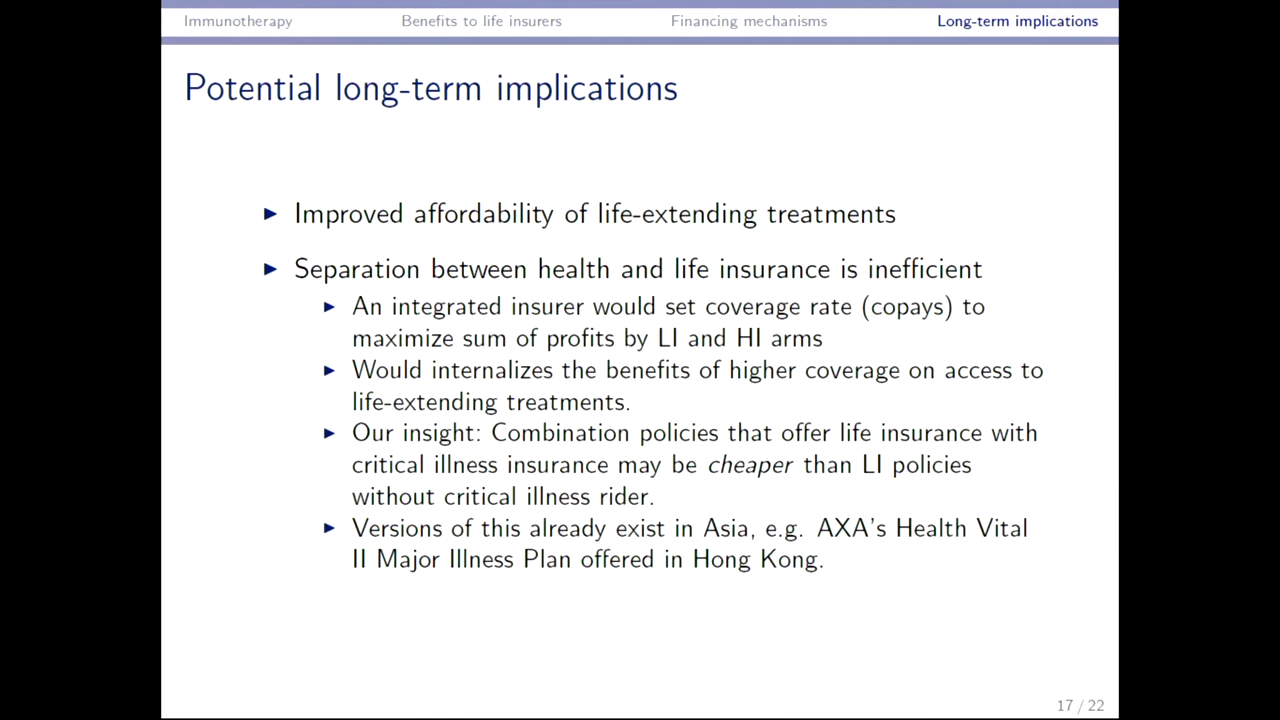 Immunotherapy Benefits to life insurers Financing mechanisms Long-term implications
Potential long-term implications
▶ Improved affordability of life-extending treatments
▶ Separation between health and life insurance is inefficient
▶ An integrated insurer would set coverage rate (copays) to
maximize sum of profits by LI and HI arms
▶ Would internalizes the benefits of higher coverage on access to
life-extending treatments.
▶ Our insight: Combination policies that offer life insurance with
critical illness insurance may be cheaper than LI policies
without critical illness rider.
▶ Versions of this already exist in Asia, e.g. AXA's Health Vital
II Major Illness Plan offered in Hong Kong.
17 / 22